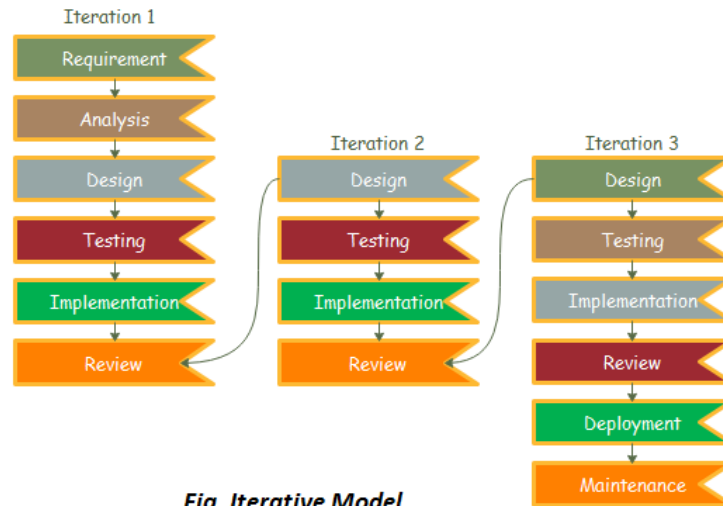 Iteration 1
Requirement
Analysis
Design
Testing
Implementation
Review
Iteration 2
Design
Testing
Implementation
Review
Iteration 3
Design
Testing
Implementation
Review
Deployment
Maintenance
Fig. Iterative Model